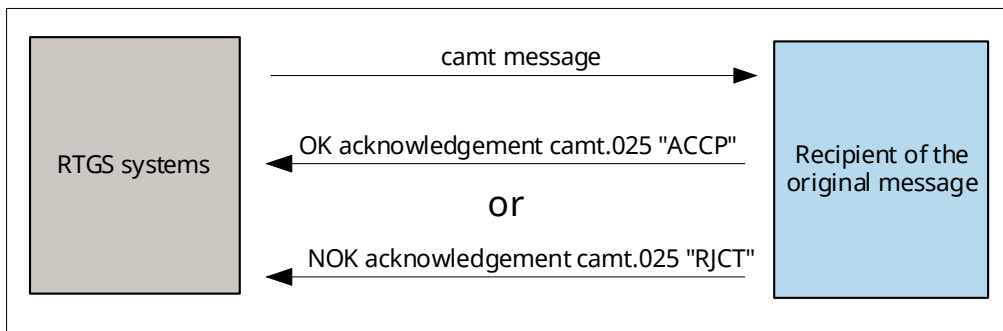 camt message
RTGS systems
OK acknowledgement camt.025 "ACCP"
Recipient of the
original message
or
NOK acknowledgement camt.025 "RJCT"